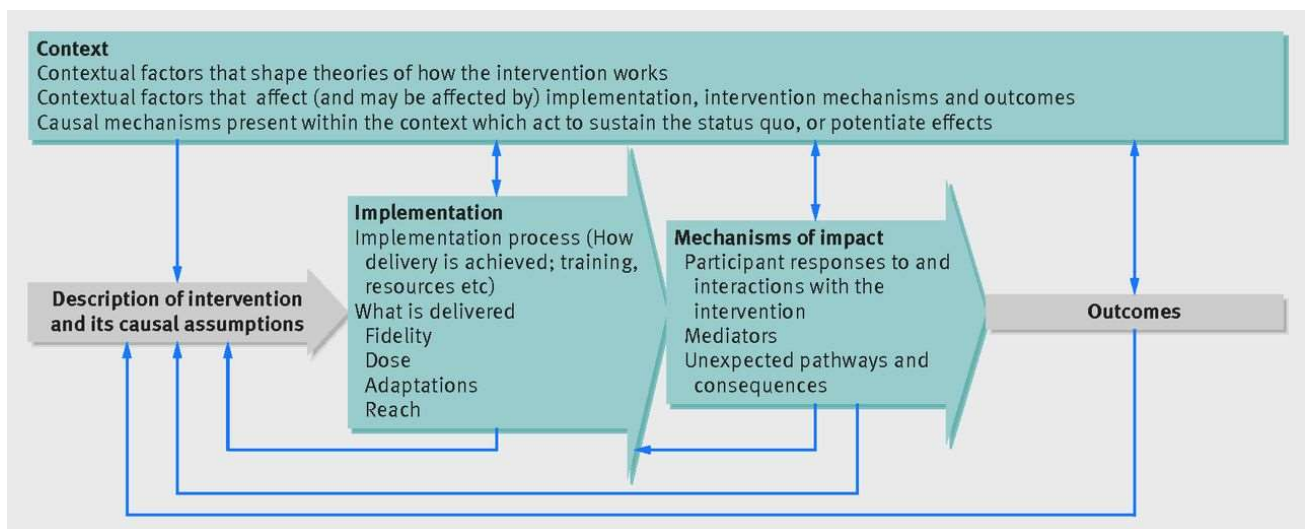 Context
Contextual factors that shape theories of how the intervention works
Contextual factors that affect (and may be affected by) implementation, intervention mechanisms and outcomes
Causal mechanisms present within the context which act to sustain the status quo, or potentiate effects
Description of intervention
and its causal assumptions
Implementation
Implementation process (How
delivery is achieved; training,
resources etc)
What is delivered
Fidelity
Dose
Adaptations
Reach
Mechanisms of impact
Participant responses to and
interactions with the
intervention
Mediators
Unexpected pathways and
consequences
Outcomes